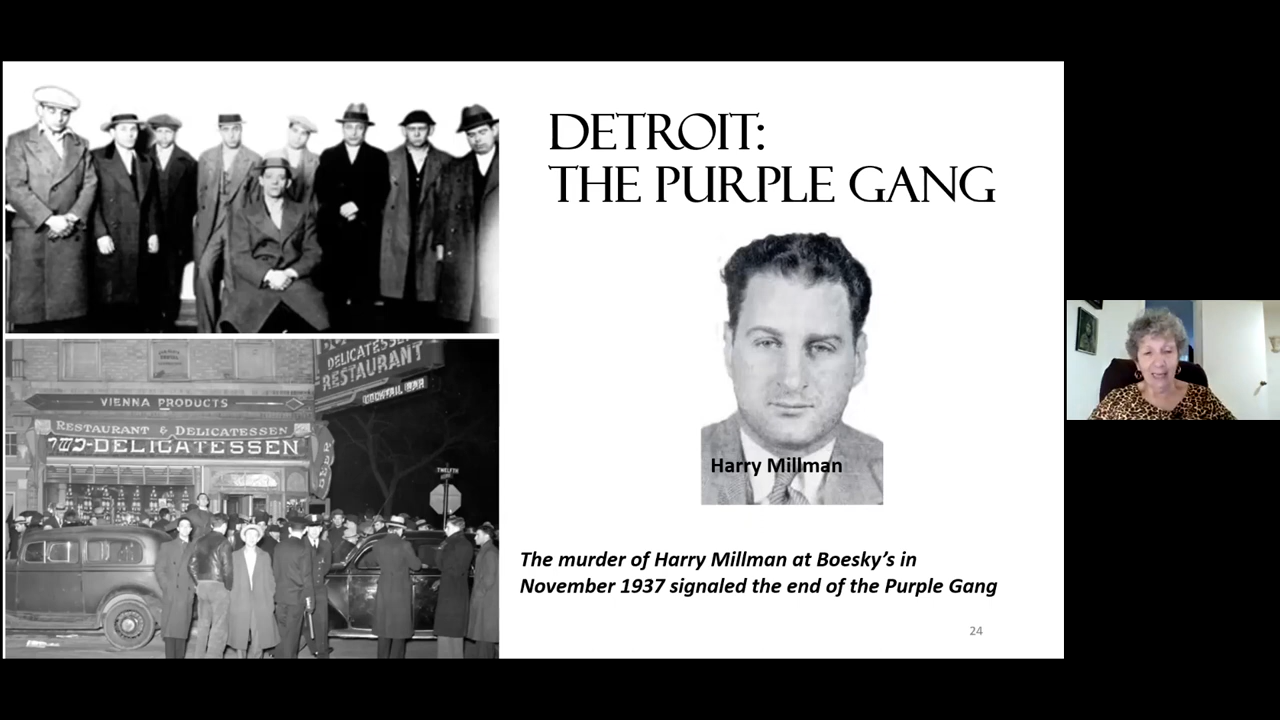 DETROIT:
THE PURPLE GANG
Harry Millman
The murder of Harry Millman at Boesky's in
November 1937 signaled the end of the Purple Gang
24
DELICATESSEN
RESTAURANT
COCKTAIL BAR
VIENNA PRODUCTS
RESTAURANT & DELICATESSEN
DELICATESSEN
TWELFTH